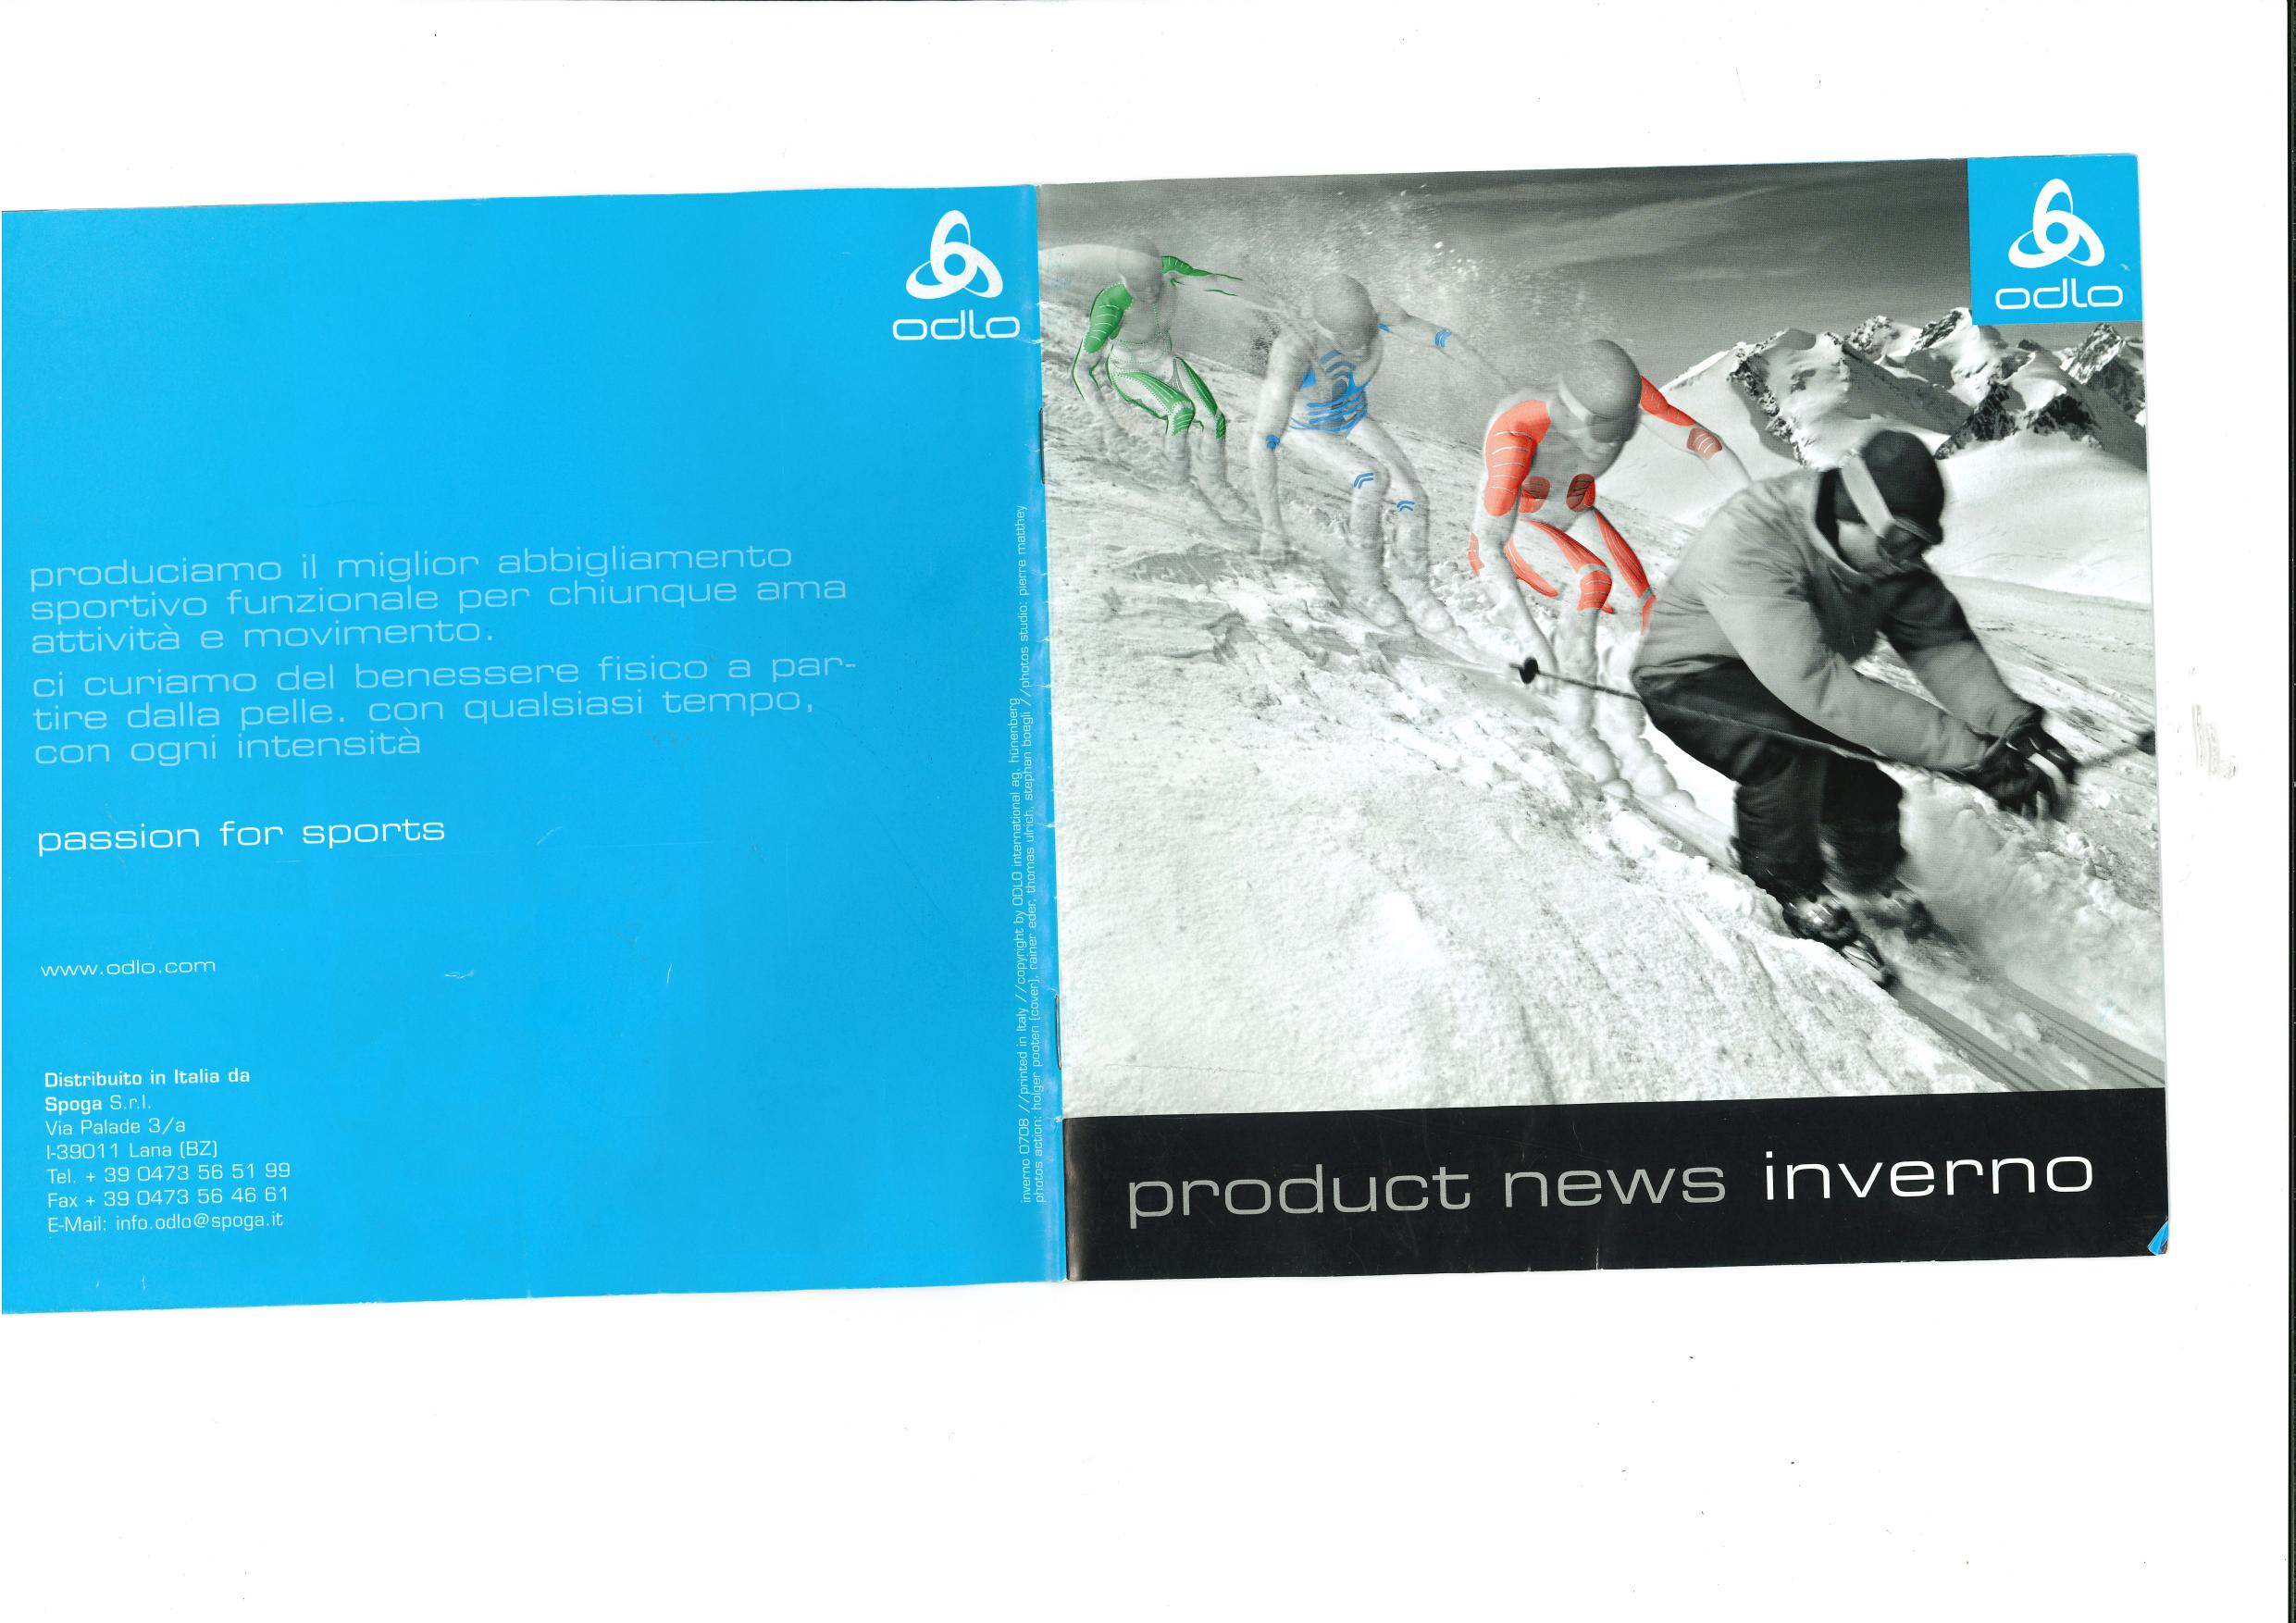 odlo
produciamo il miglior abbigliamento
sportivo funzionale per chiunque ama
attività e movimento.
ci curiamo del benessere fisico a par-
tire dalla pelle. con qualsiasi tempo,
con ogni intensità
passion for sports
www.odlo.com
Distribuito in Italia da
Spoga S.r.l.
Via Palade 3/a
I-39011 Lana (BZ)
Tel. + 39 0473 56 51 99
Fax + 39 0473 56 46 61
E-Mail: info.odlo@spoga.it
inverno 0708 //printed in Italy //copyright by ODLO international ag, hünenberg
photos action: holger pooten (cover), rainer eder, thomas ulrich, stephan boegli //photos studio: pierre matthey
odlo
product news inverno